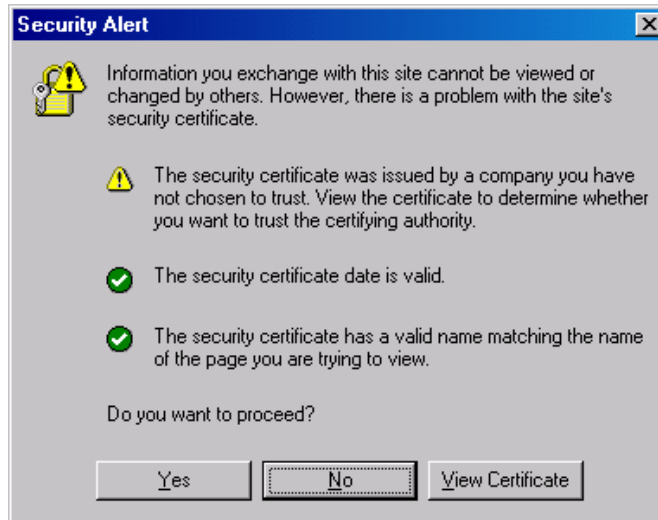 Security Alert
Information you exchange with this site cannot be viewed or
changed by others. However, there is a problem with the site's
security certificate.
The security certificate was issued by a company you have
not chosen to trust. View the certificate to determine whether
you want to trust the certifying authority.
The security certificate date is valid.
The security certificate has a valid name matching the name
of the page you are trying to view.
Do you want to proceed?
Yes No View Certificate